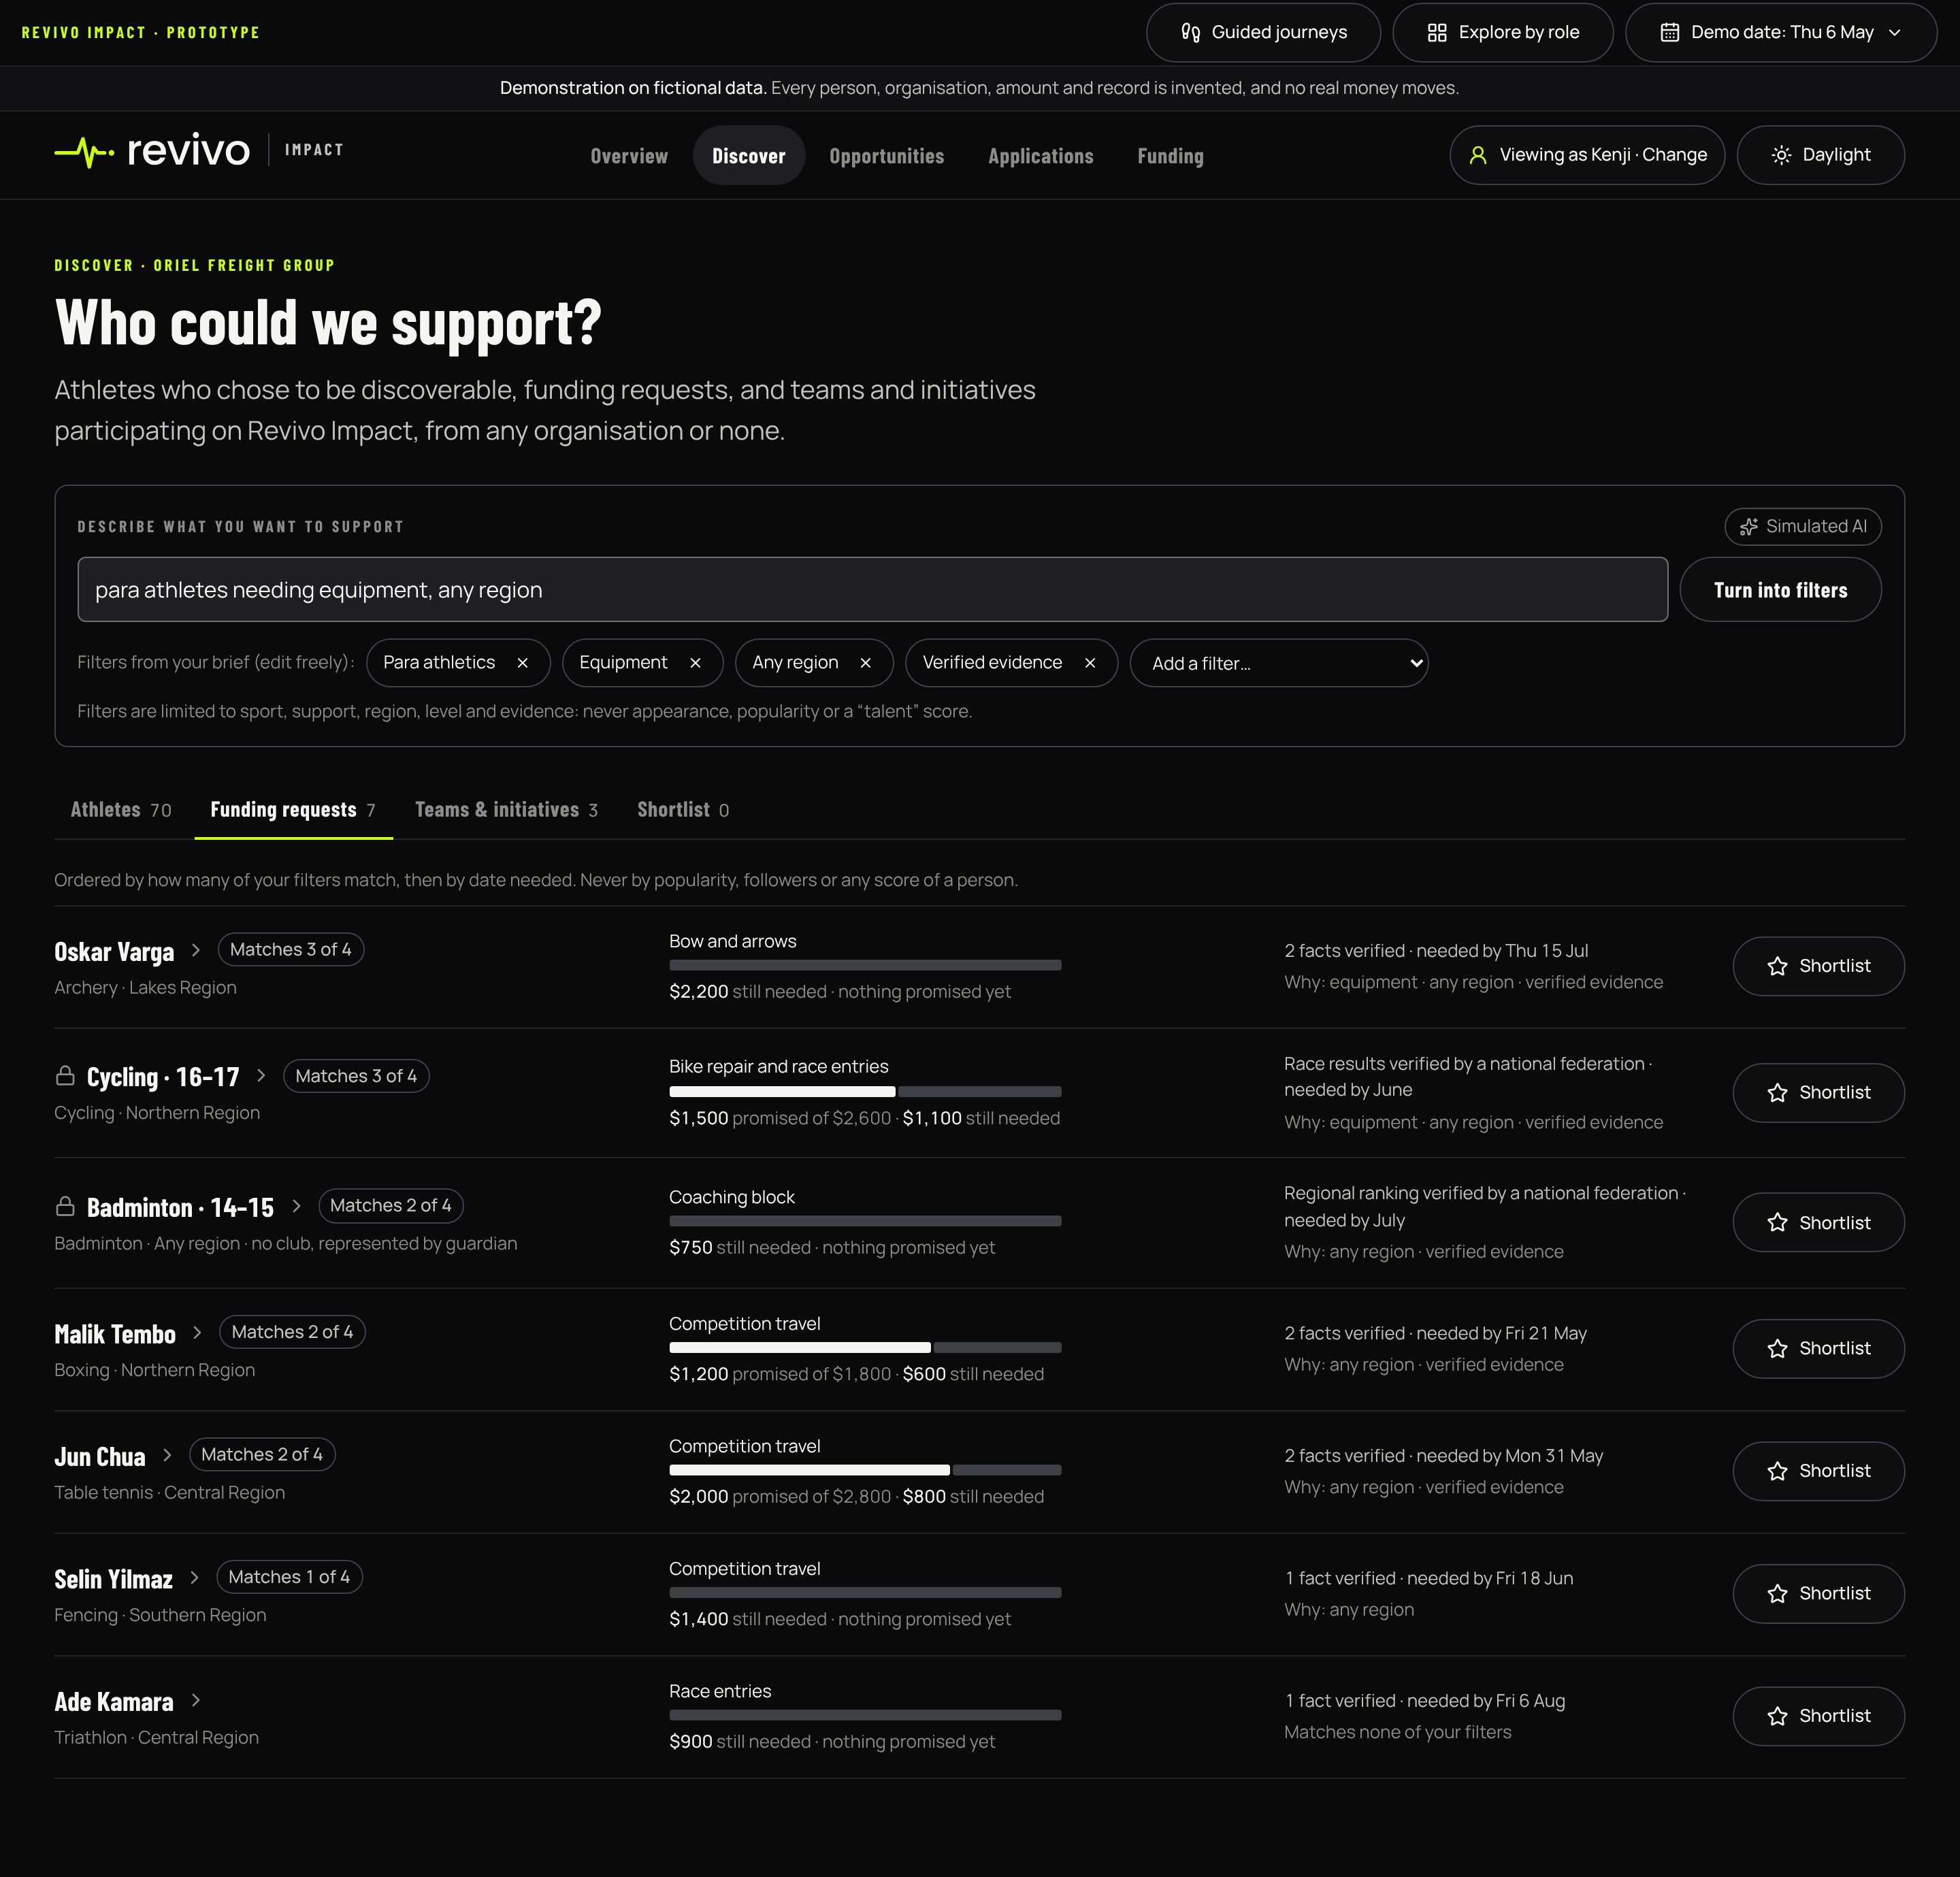 REVIVO IMPACT · PROTOTYPE
Guided journeys
Explore by role
Demo date: Thu 6 May
Demonstration on fictional data. Every person, organisation, amount and record is invented, and no real money moves.
revivo IMPACT
Overview
Discover
Opportunities
Applications
Funding
Viewing as Kenji · Change
Daylight
DISCOVER · ORIEL FREIGHT GROUP
Who could we support?
Athletes who chose to be discoverable, funding requests, and teams and initiatives
participating on Revivo Impact, from any organisation or none.
DESCRIBE WHAT YOU WANT TO SUPPORT
Simulated AI
para athletes needing equipment, any region
Turn into filters
Filters from your brief (edit freely):
Para athletics ×
Equipment ×
Any region ×
Verified evidence ×
Add a filter...
Filters are limited to sport, support, region, level and evidence: never appearance, popularity or a “talent” score.
Athletes 70
Funding requests 7
Teams & initiatives 3
Shortlist 0
Ordered by how many of your filters match, then by date needed. Never by popularity, followers or any score of a person.
Oskar Varga
Matches 3 of 4
Archery · Lakes Region
Bow and arrows
$2,200 still needed · nothing promised yet
2 facts verified · needed by Thu 15 Jul
Why: equipment · any region · verified evidence
Shortlist
Cycling · 16–17
Matches 3 of 4
Cycling · Northern Region
Bike repair and race entries
$1,500 promised of $2,600 · $1,100 still needed
Race results verified by a national federation ·
needed by June
Why: equipment · any region · verified evidence
Shortlist
Badminton · 14–15
Matches 2 of 4
Badminton · Any region · no club, represented by guardian
Coaching block
$750 still needed · nothing promised yet
Regional ranking verified by a national federation ·
needed by July
Why: any region · verified evidence
Shortlist
Malik Tembo
Matches 2 of 4
Boxing · Northern Region
Competition travel
$1,200 promised of $1,800 · $600 still needed
2 facts verified · needed by Fri 21 May
Why: any region · verified evidence
Shortlist
Jun Chua
Matches 2 of 4
Table tennis · Central Region
Competition travel
$2,000 promised of $2,800 · $800 still needed
2 facts verified · needed by Mon 31 May
Why: any region · verified evidence
Shortlist
Selin Yilmaz
Matches 1 of 4
Fencing · Southern Region
Competition travel
$1,400 still needed · nothing promised yet
1 fact verified · needed by Fri 18 Jun
Why: any region
Shortlist
Ade Kamara
Triathlon · Central Region
Race entries
$900 still needed · nothing promised yet
1 fact verified · needed by Fri 6 Aug
Matches none of your filters
Shortlist